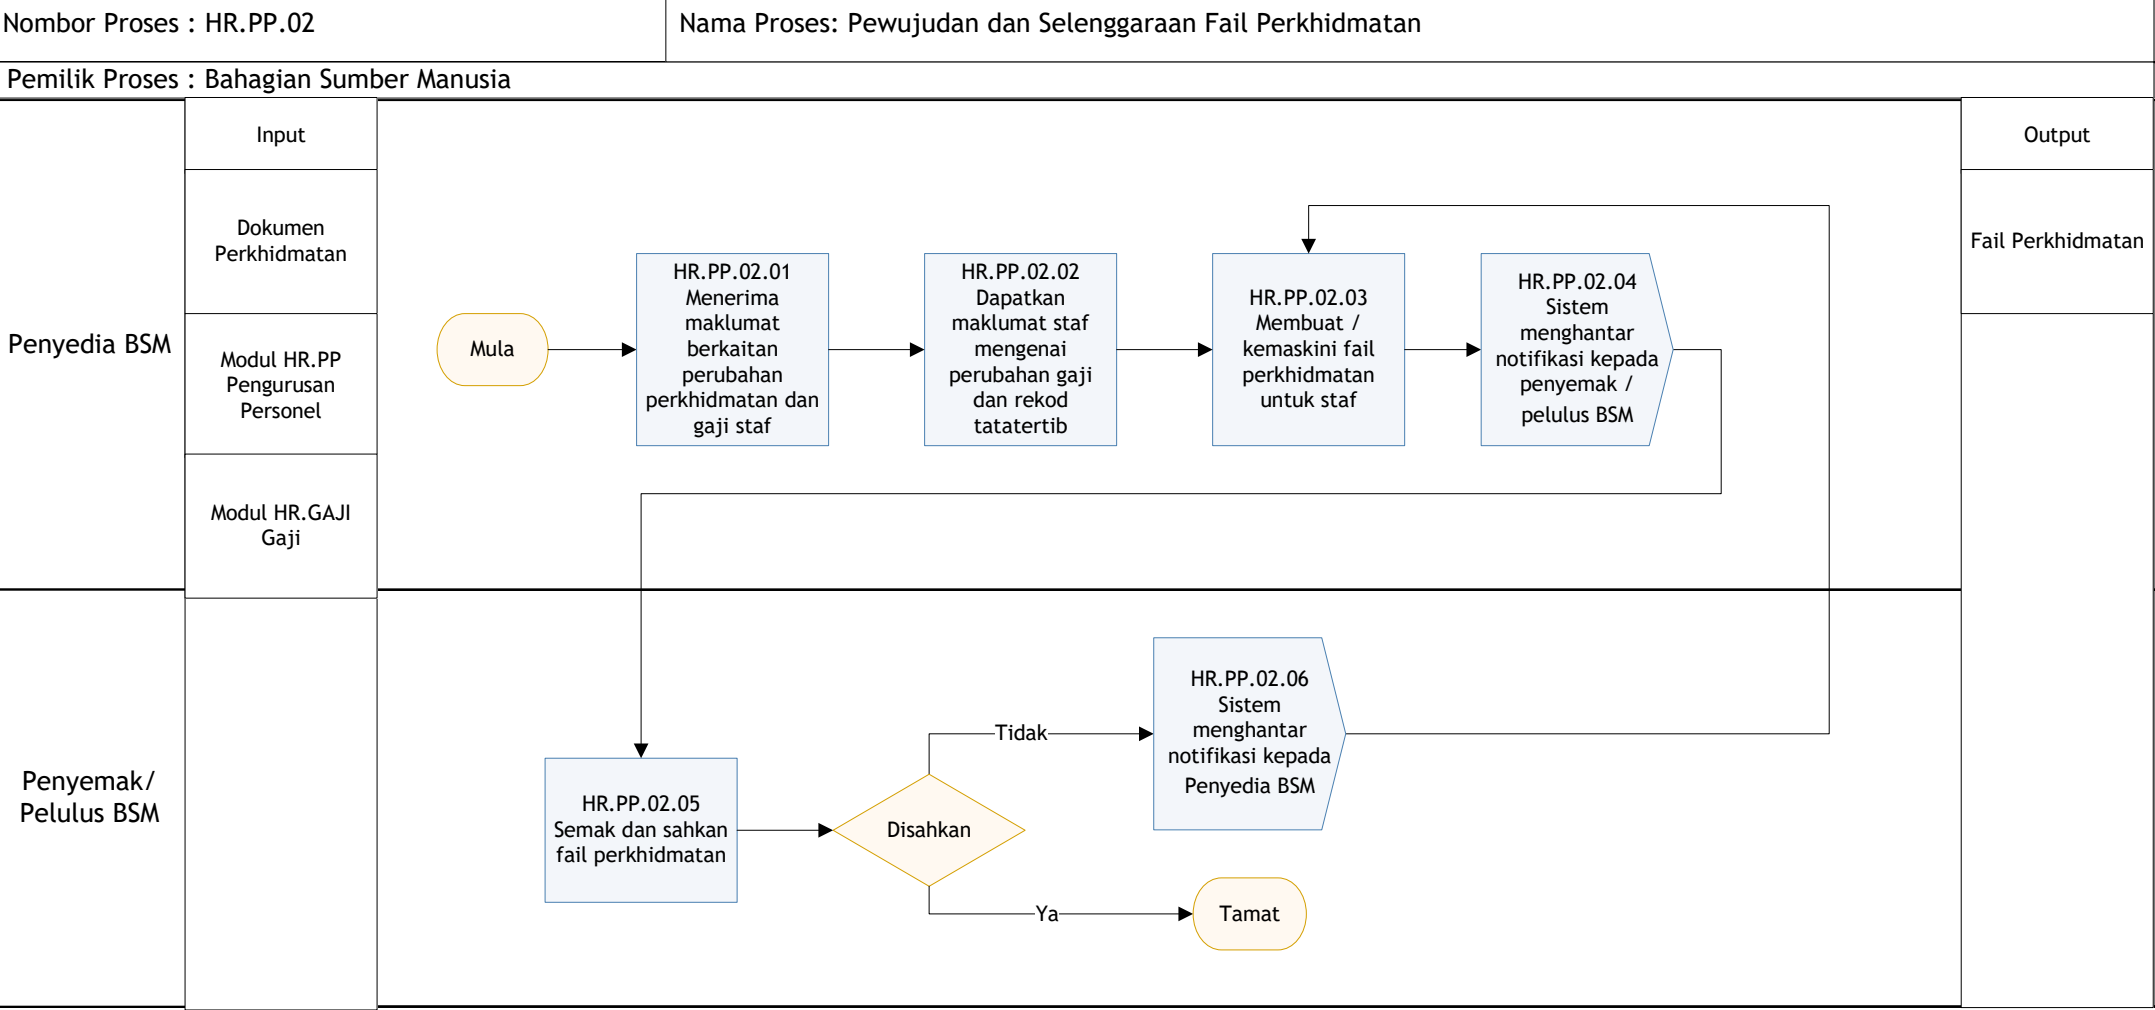 Nombor Proses : HR.PP.02
Nama Proses: Pewujudan dan Selenggaraan Fail Perkhidmatan
Pemilik Proses : Bahagian Sumber Manusia
Penyedia BSM
Input
Dokumen
Perkhidmatan
Modul HR.PP
Pengurusan
Personel
Modul HR.GAJI
Gaji
Mula
HR.PP.02.01
Menerima
maklumat
berkaitan
perubahan
perkhidmatan dan
gaji staf
HR.PP.02.02
Dapatkan
maklumat staf
mengenai
perubahan gaji
dan rekod
tatatertib
HR.PP.02.03
Membuat /
kemaskini fail
perkhidmatan
untuk staf
HR.PP.02.04
Sistem
menghantar
notifikasi kepada
penyemak /
pelulus BSM
Output
Fail Perkhidmatan
Penyemak/
Pelulus BSM
HR.PP.02.05
Semak dan sahkan
fail perkhidmatan
Disahkan
Tidak
HR.PP.02.06
Sistem
menghantar
notifikasi kepada
Penyedia BSM
Ya
Tamat